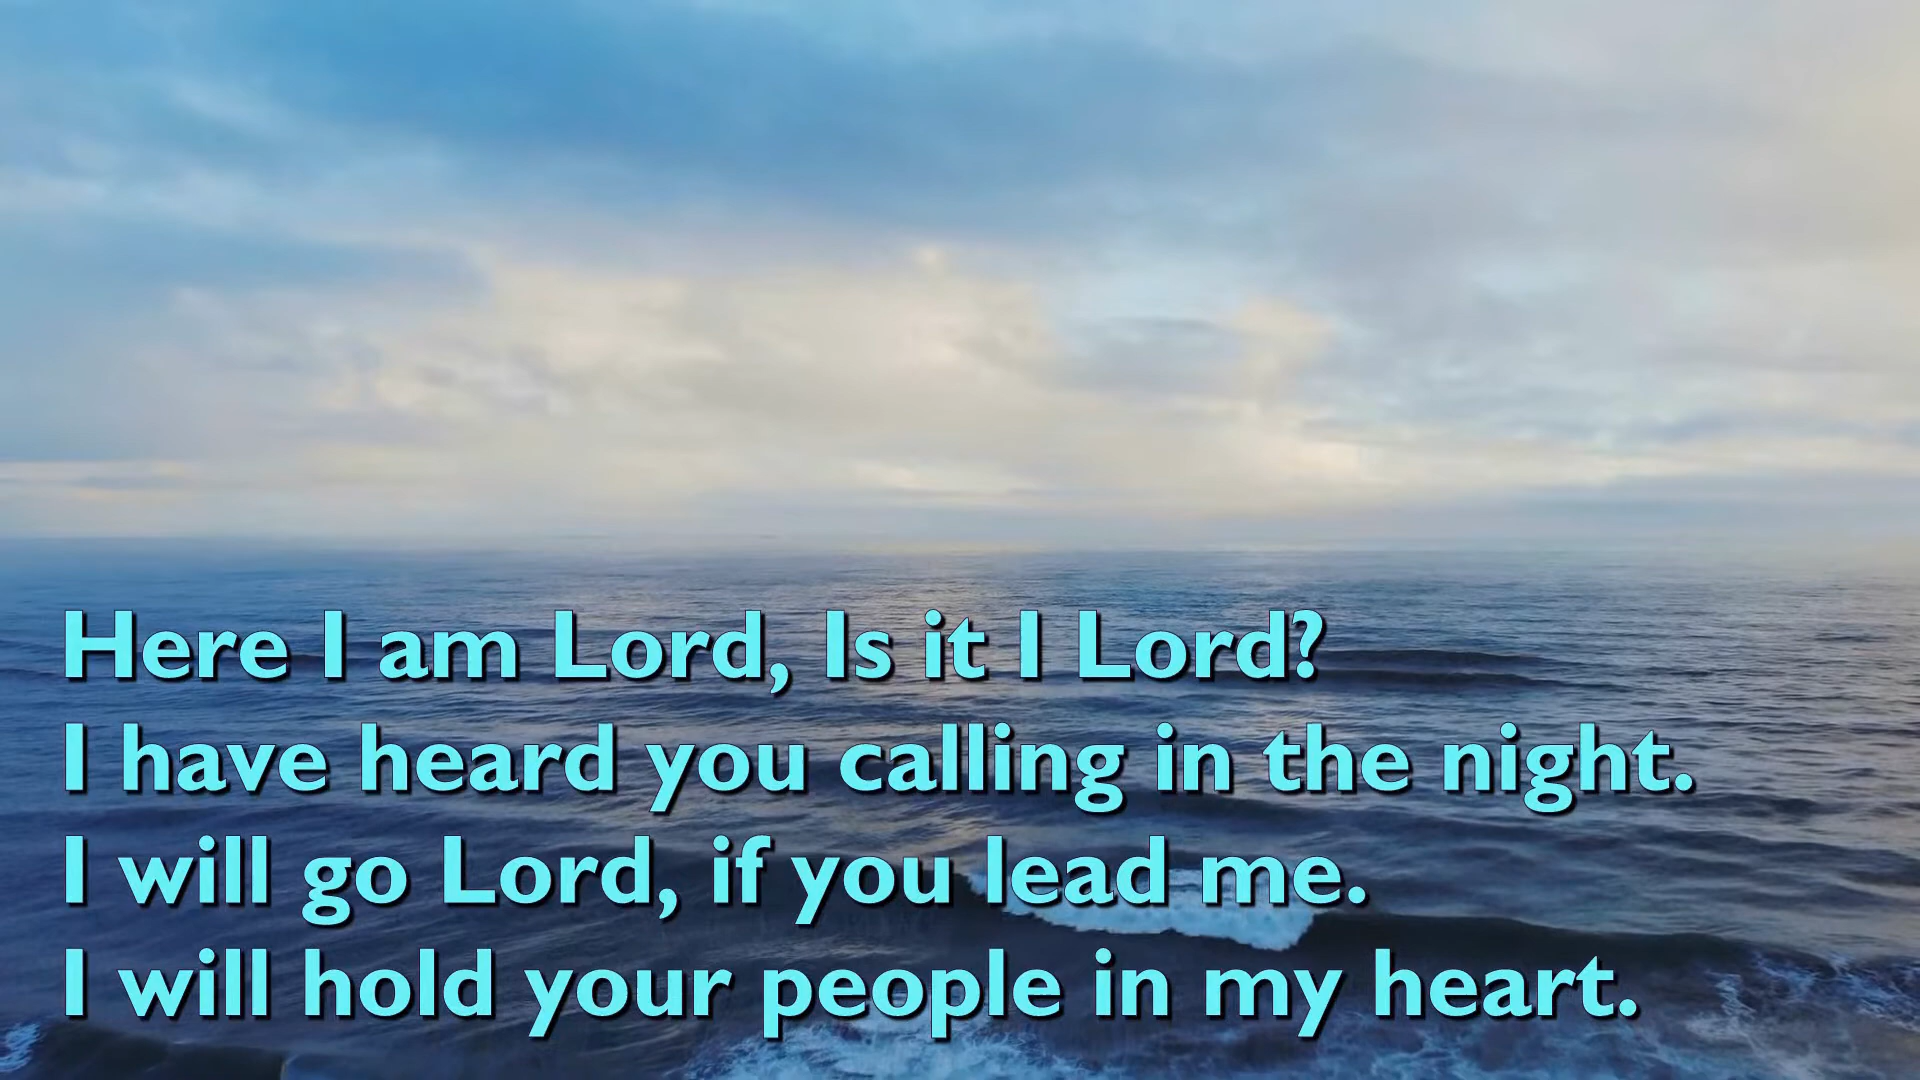 Here I am Lord, Is it I Lord?
I have heard you calling in the night.
I will go Lord, if you lead me.
I will hold your people in my heart.